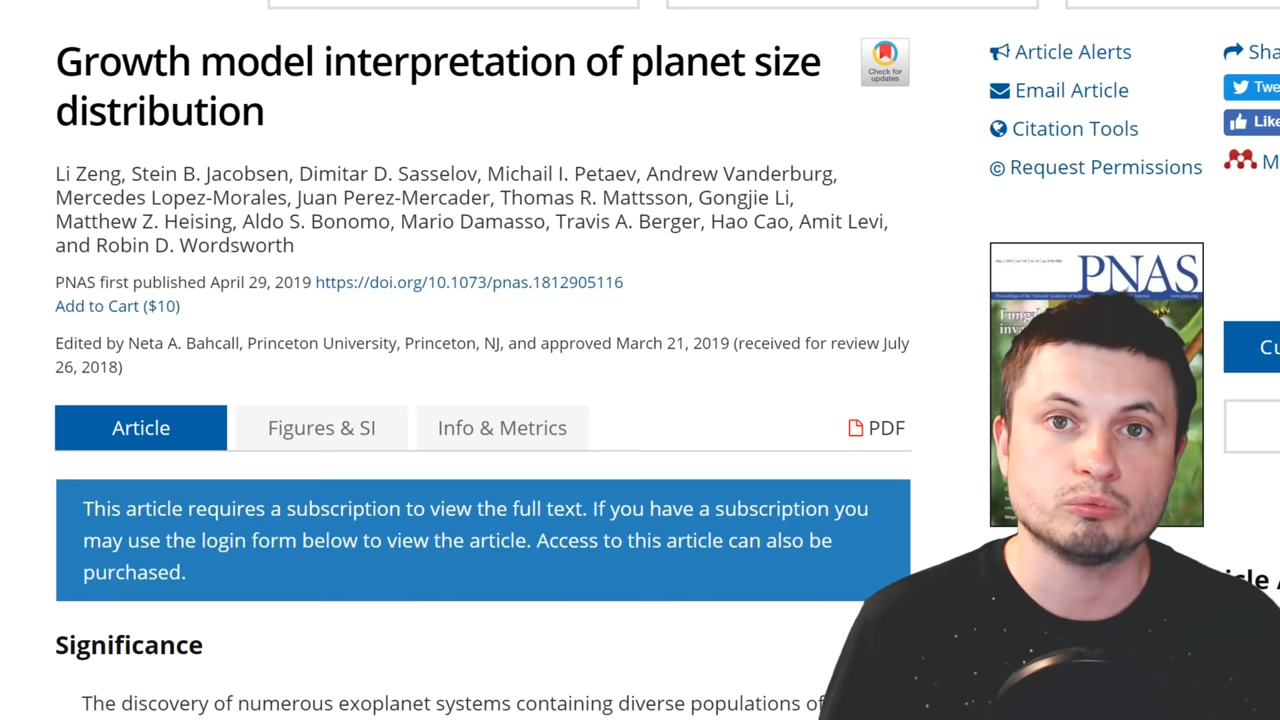 Growth model interpretation of planet size
distribution
Check for
updates
Li Zeng, Stein B. Jacobsen, Dimitar D. Sasselov, Michail I. Petaev, Andrew Vanderburg,
Mercedes Lopez-Morales, Juan Perez-Mercader, Thomas R. Mattsson, Gongjie Li,
Matthew Z. Heising, Aldo S. Bonomo, Mario Damasso, Travis A. Berger, Hao Cao, Amit Levi,
and Robin D. Wordsworth
PNAS first published April 29, 2019 https://doi.org/10.1073/pnas.1812905116
Add to Cart ($10)
Edited by Neta A. Bahcall, Princeton University, Princeton, NJ, and approved March 21, 2019 (received for review July
26, 2018)
Article Figures & SI Info & Metrics PDF
This article requires a subscription to view the full text. If you have a subscription you
may use the login form below to view the article. Access to this article can also be
purchased.
Significance
The discovery of numerous exoplanet systems containing diverse populations of
Article Alerts
Email Article
Citation Tools
© Request Permissions
Sha
Twe
Like
M
PNAS
Cu